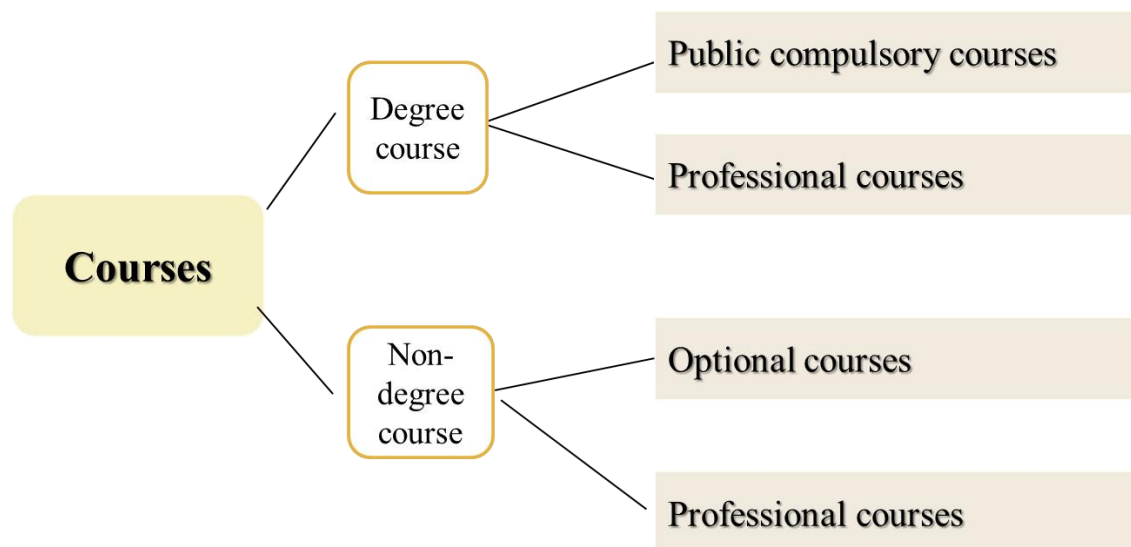 Public compulsory courses
Degree
course
Professional courses
Courses
Non-
degree
course
Optional courses
Professional courses